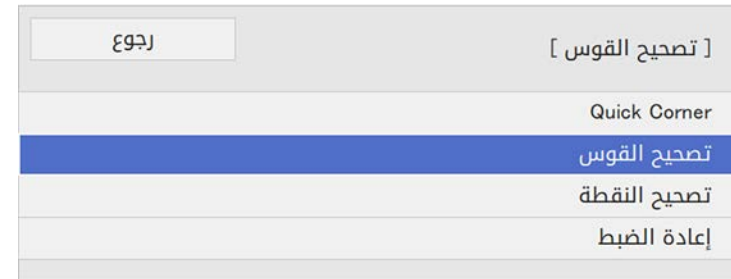 [ تصحيح القوس ]
رجوع
Quick Corner
تصحيح القوس
تصحيح النقطة
إعادة الضبط